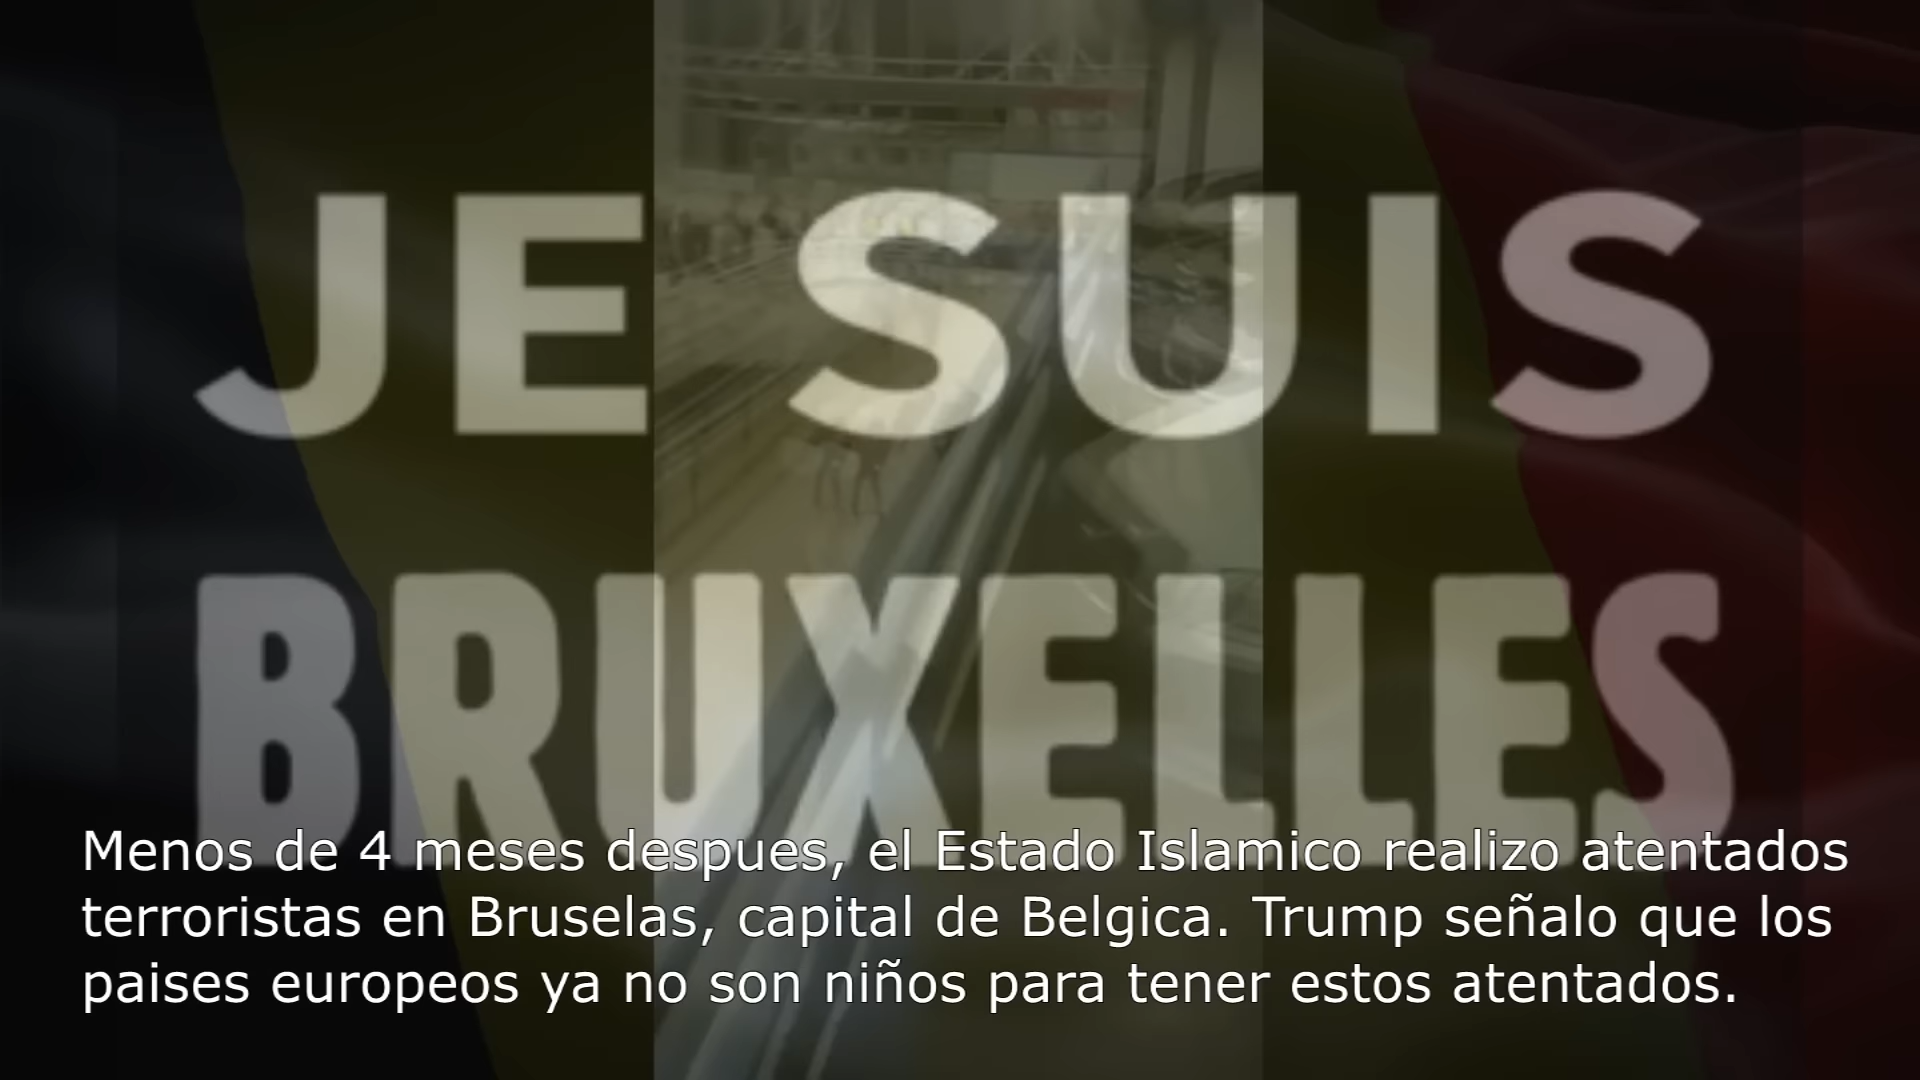 JE SUIS
BRUXELLES
Menos de 4 meses despues, el Estado Islamico realizo atentados
terroristas en Bruselas, capital de Belgica. Trump señalo que los
paises europeos ya no son niños para tener estos atentados.